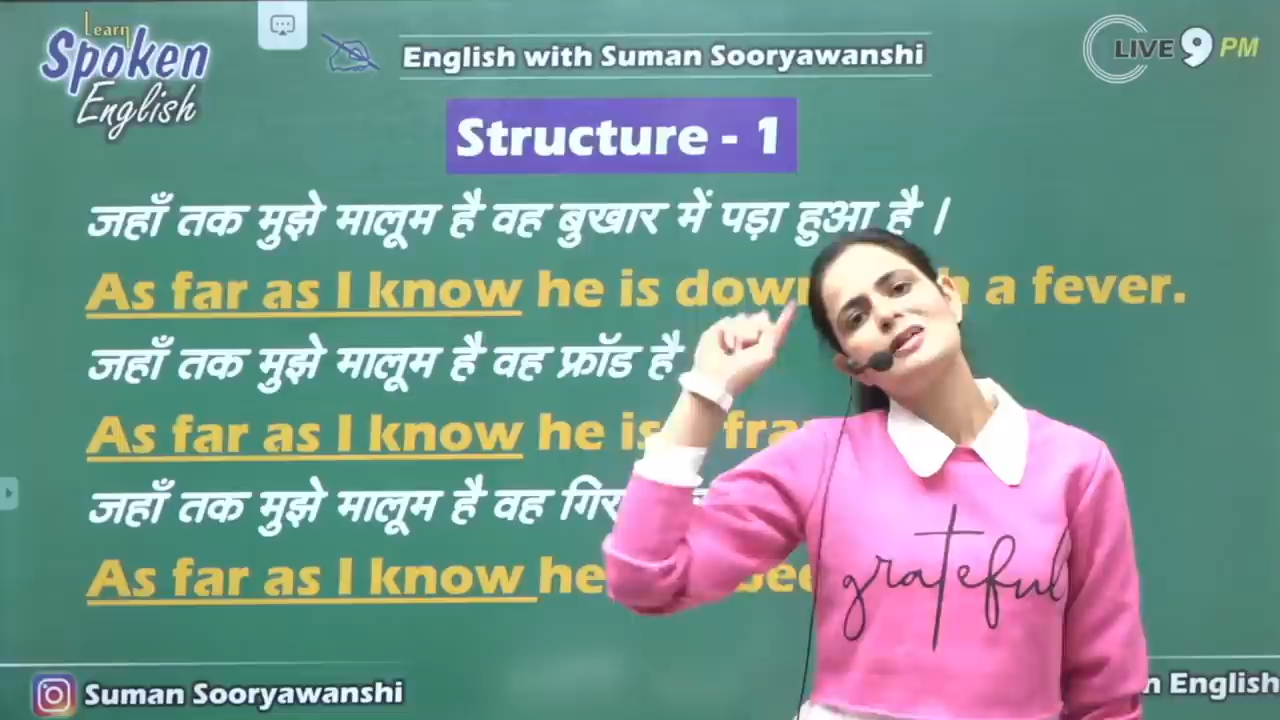 Learn
Spoken
English
English with Suman Sooryawanshi
LIVE 9 PM
Structure - 1
जहाँ तक मुझे मालूम है वह बुखार में पड़ा हुआ है ।
As far as I know he is a fever.
जहाँ तक मुझे मालूम है वह फ्रॉड है
As far as I know he is
जहाँ तक मुझे मालूम है वह
As far as I know he
grateful
Suman Sooryawanshi
English